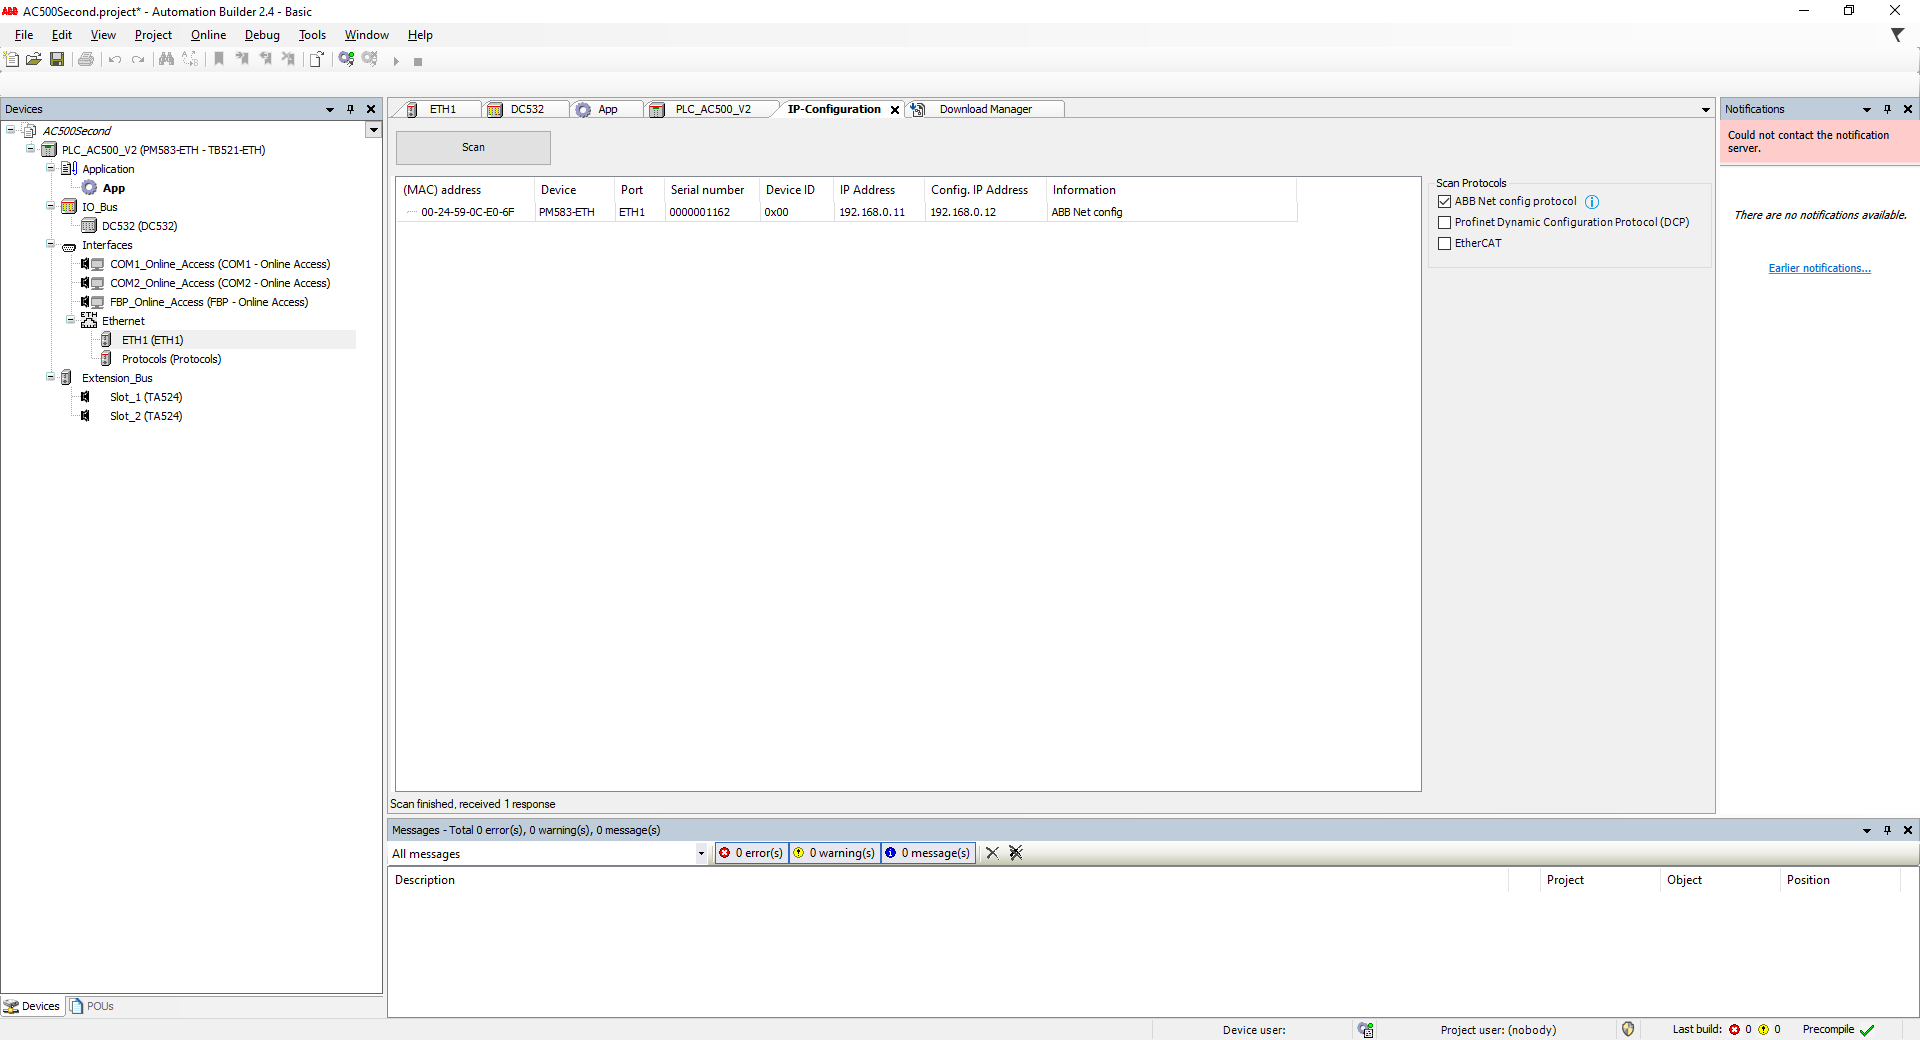 ABB AC500Second.project* - Automation Builder 2.4 - Basic
File Edit View Project Online Debug Tools Window Help
Devices
AC500Second
PLC_AC500_V2 (PM583-ETH - TB521-ETH)
Application
App
IO_Bus
DC532 (DC532)
Interfaces
COM1_Online_Access (COM1 - Online Access)
COM2_Online_Access (COM2 - Online Access)
FBP_Online_Access (FBP - Online Access)
ETH Ethernet
ETH1 (ETH1)
Protocols (Protocols)
Extension_Bus
Slot_1 (TA524)
Slot_2 (TA524)
Devices POUs
ETH1 DC532 App PLC_AC500_V2 IP-Configuration Download Manager
Scan
(MAC) address Device Port Serial number Device ID IP Address Config. IP Address Information
00-24-59-0C-E0-6F PM583-ETH ETH1 0000001162 0x00 192.168.0.11 192.168.0.12 ABB Net config
Scan Protocols
ABB Net config protocol
Profinet Dynamic Configuration Protocol (DCP)
EtherCAT
Scan finished, received 1 response
Notifications
Could not contact the notification
server.
There are no notifications available.
Earlier notifications...
Messages - Total 0 error(s), 0 warning(s), 0 message(s)
All messages 0 error(s) 0 warning(s) 0 message(s)
Description Project Object Position
Device user: Project user: (nobody) Last build: 0 0 Precompile